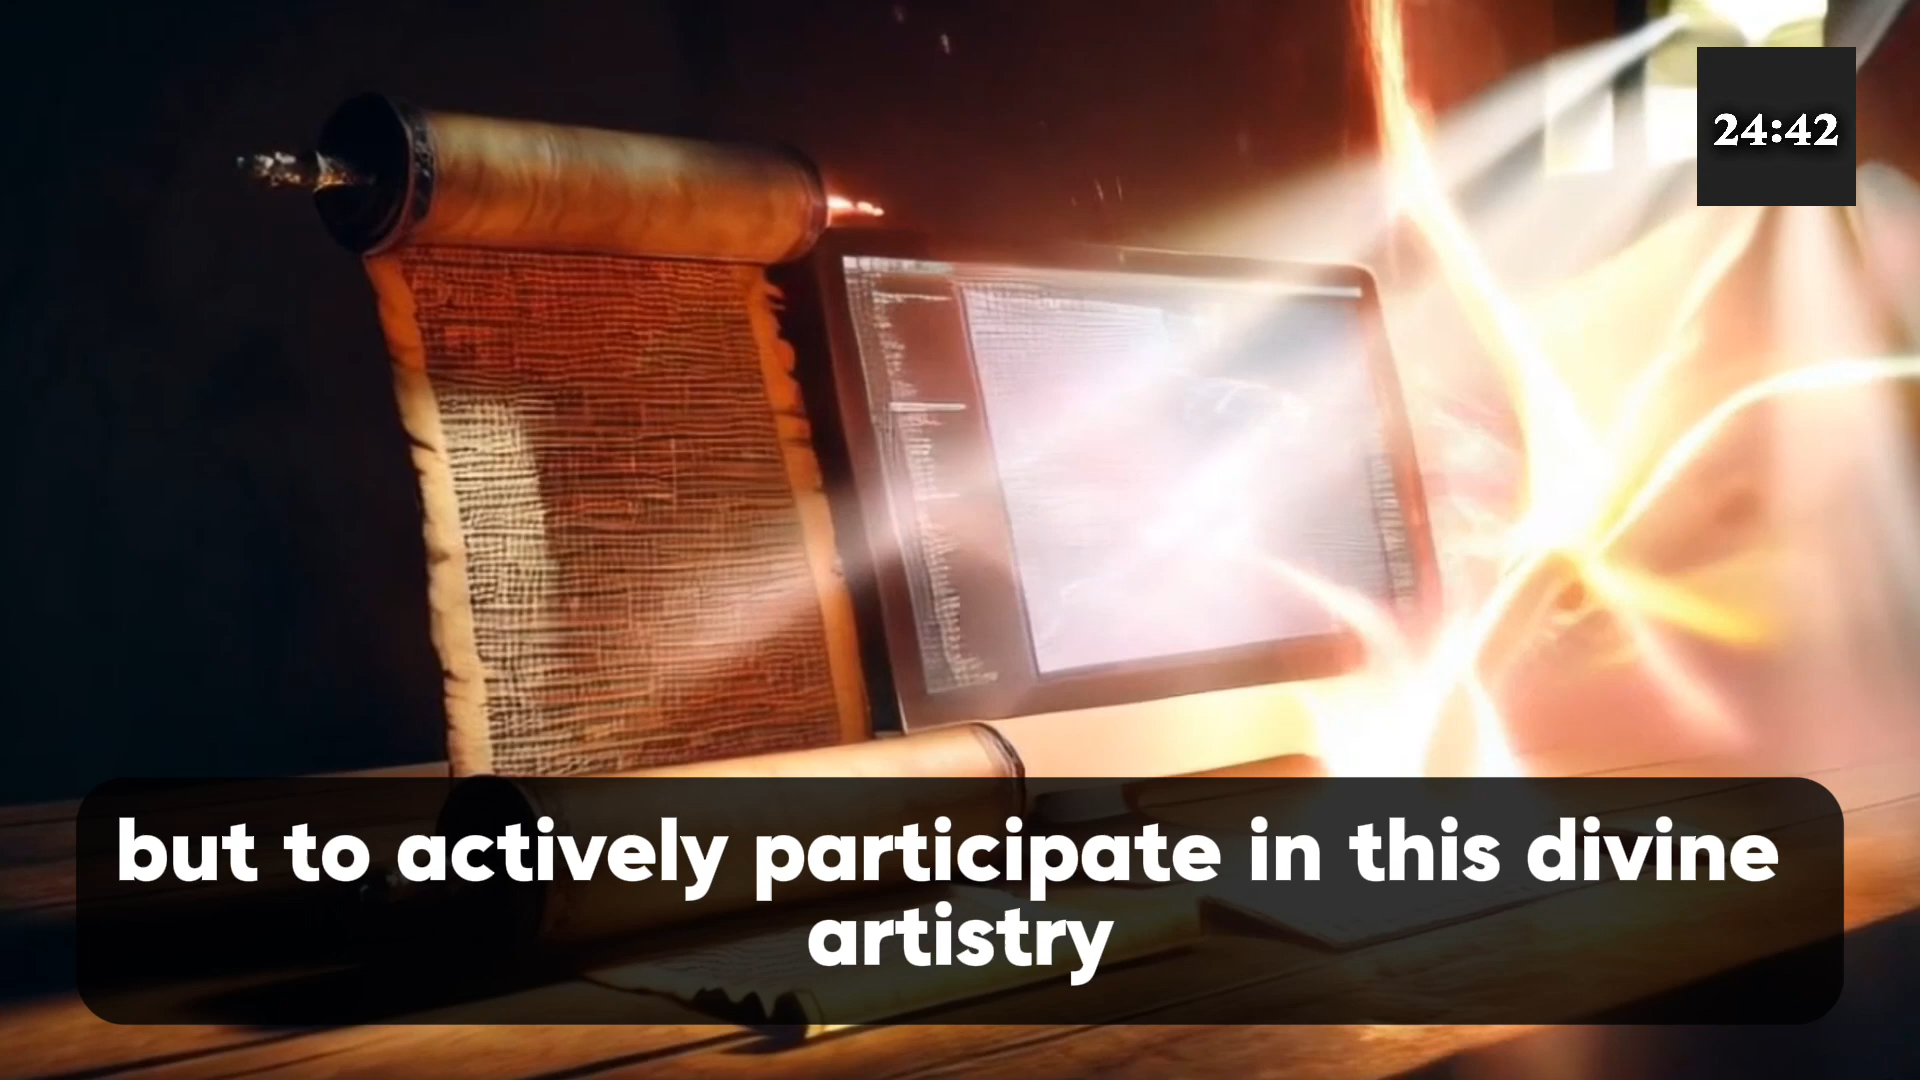 24:42
but to actively participate in this divine
artistry